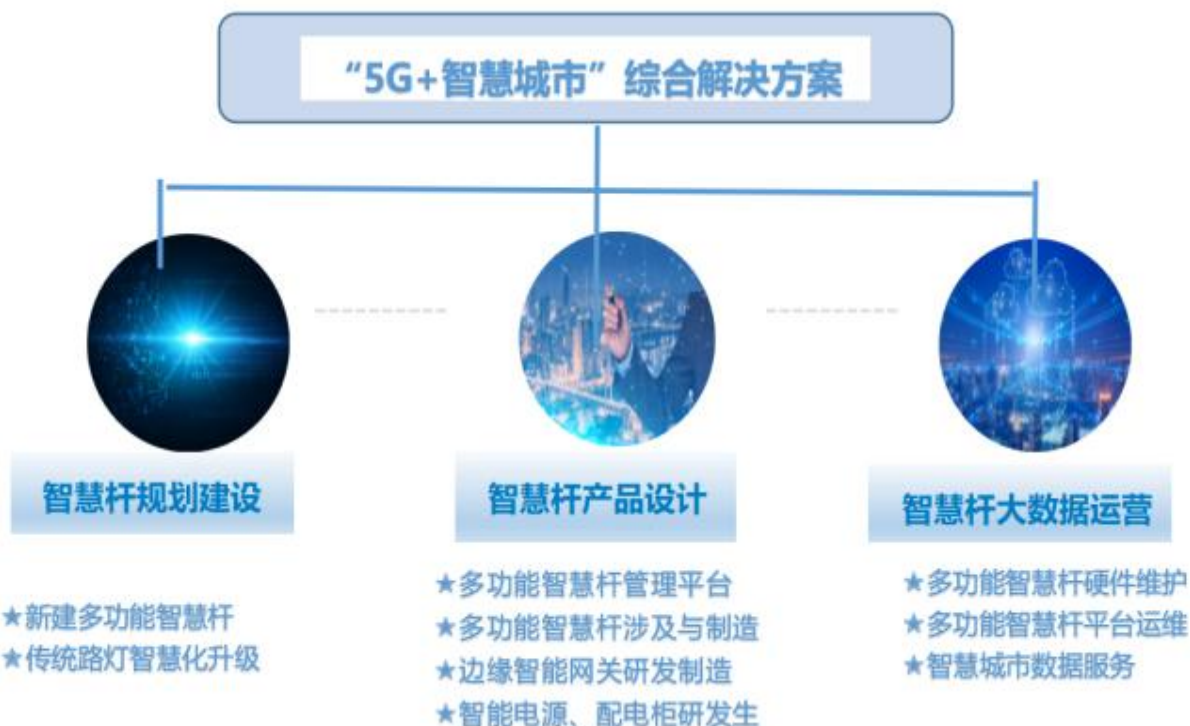 “5G+智慧城市”综合解决方案
智慧杆规划建设
★新建多功能智慧杆
★传统路灯智慧化升级
智慧杆产品设计
★多功能智慧杆管理平台
★多功能智慧杆涉及与制造
★边缘智能网关研发制造
★智能电源、配电柜研发生
智慧杆大数据运营
★多功能智慧杆硬件维护
★多功能智慧杆平台运维
★智慧城市数据服务